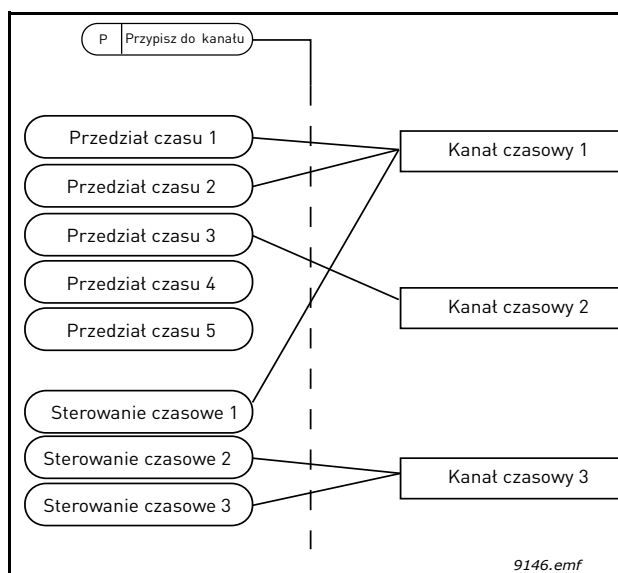 P Przypisz do kanału
Przedział czasu 1
Kanał czasowy 1
Przedział czasu 2
Przedział czasu 3
Przedział czasu 4
Kanał czasowy 2
Przedział czasu 5
Sterowanie czasowe 1
Sterowanie czasowe 2
Kanał czasowy 3
Sterowanie czasowe 3
9146.emf